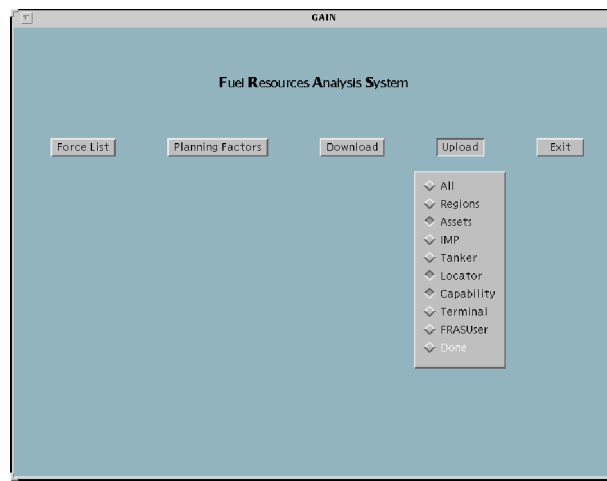 GAIN
Fuel Resources Analysis System
Force List Planning Factors Download Upload Exit
All
Regions
Assets
IMP
Tanker
Locator
Capability
Terminal
FRASUser
Done